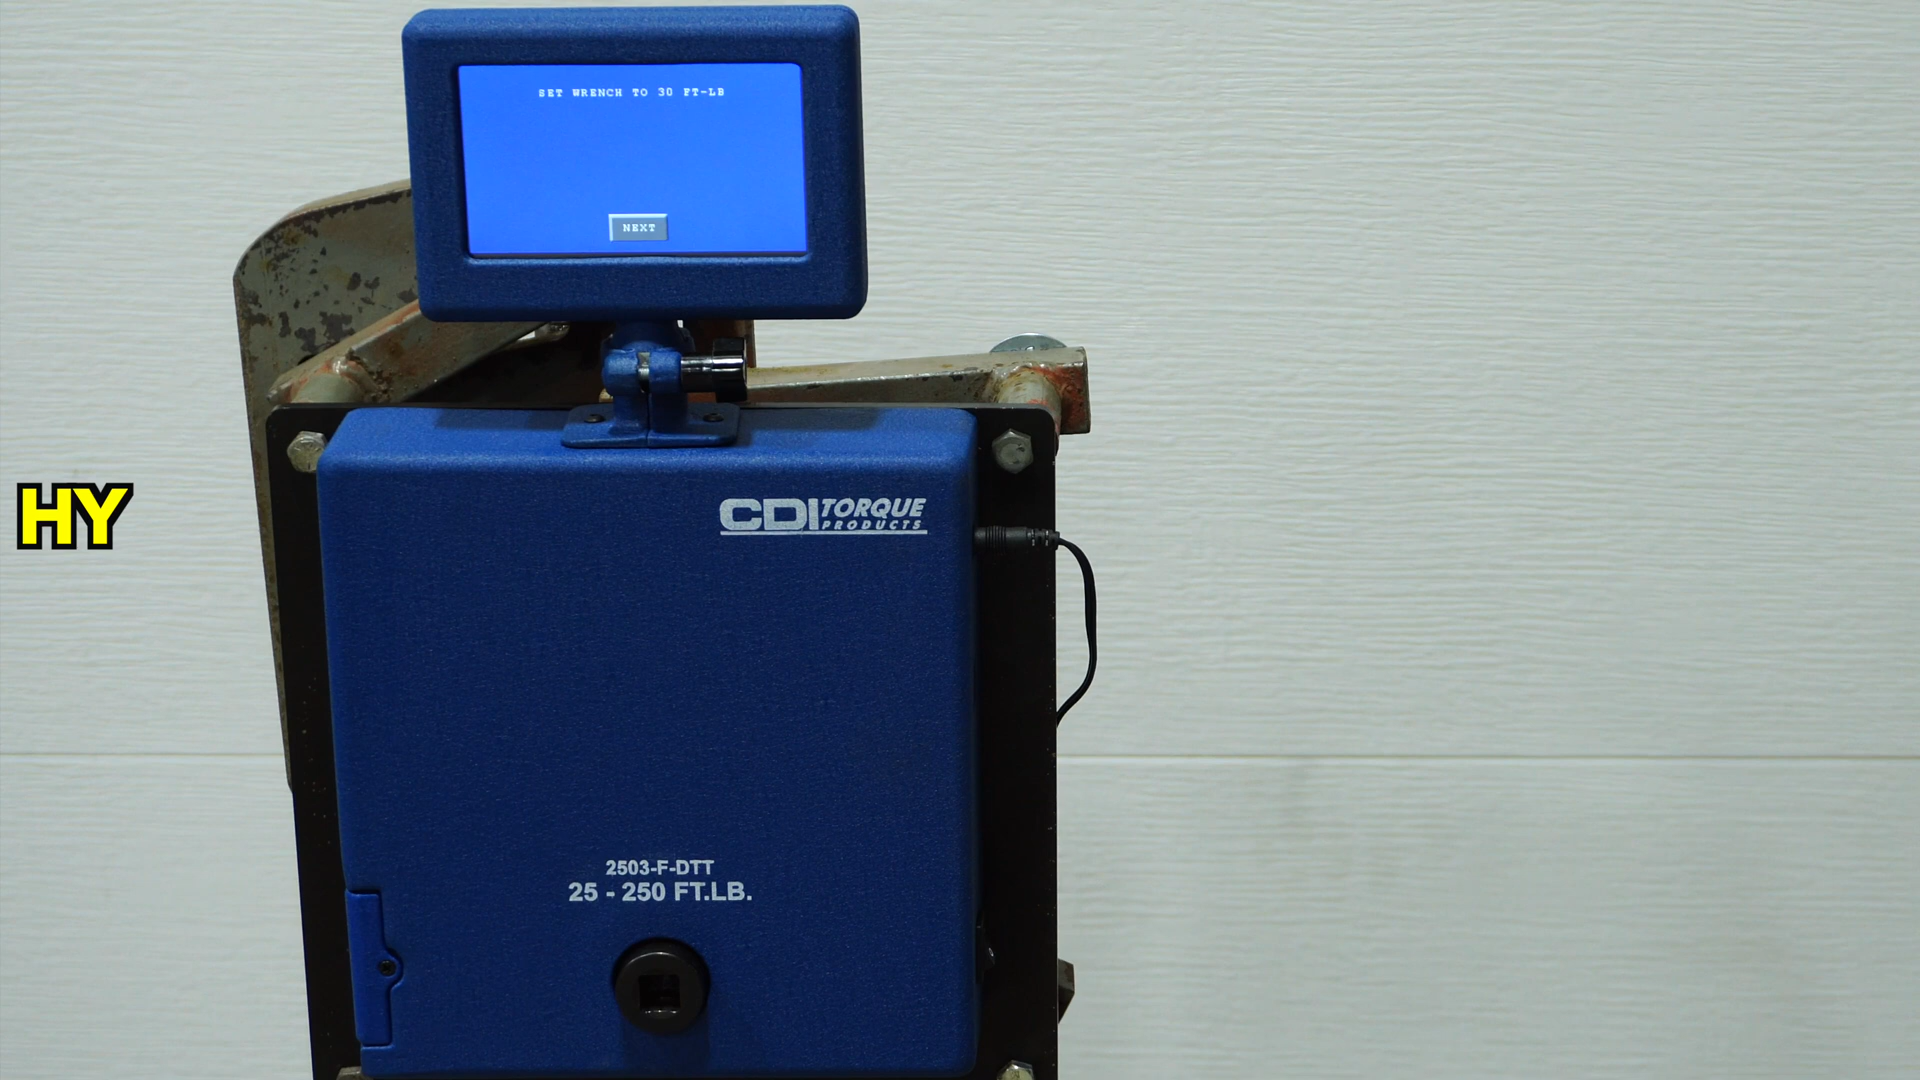 SET WRENCH TO 30 FT-LB
NEXT
HY
CDI TORQUE
PRODUCTS
2503-F-DTT
25 - 250 FT.LB.